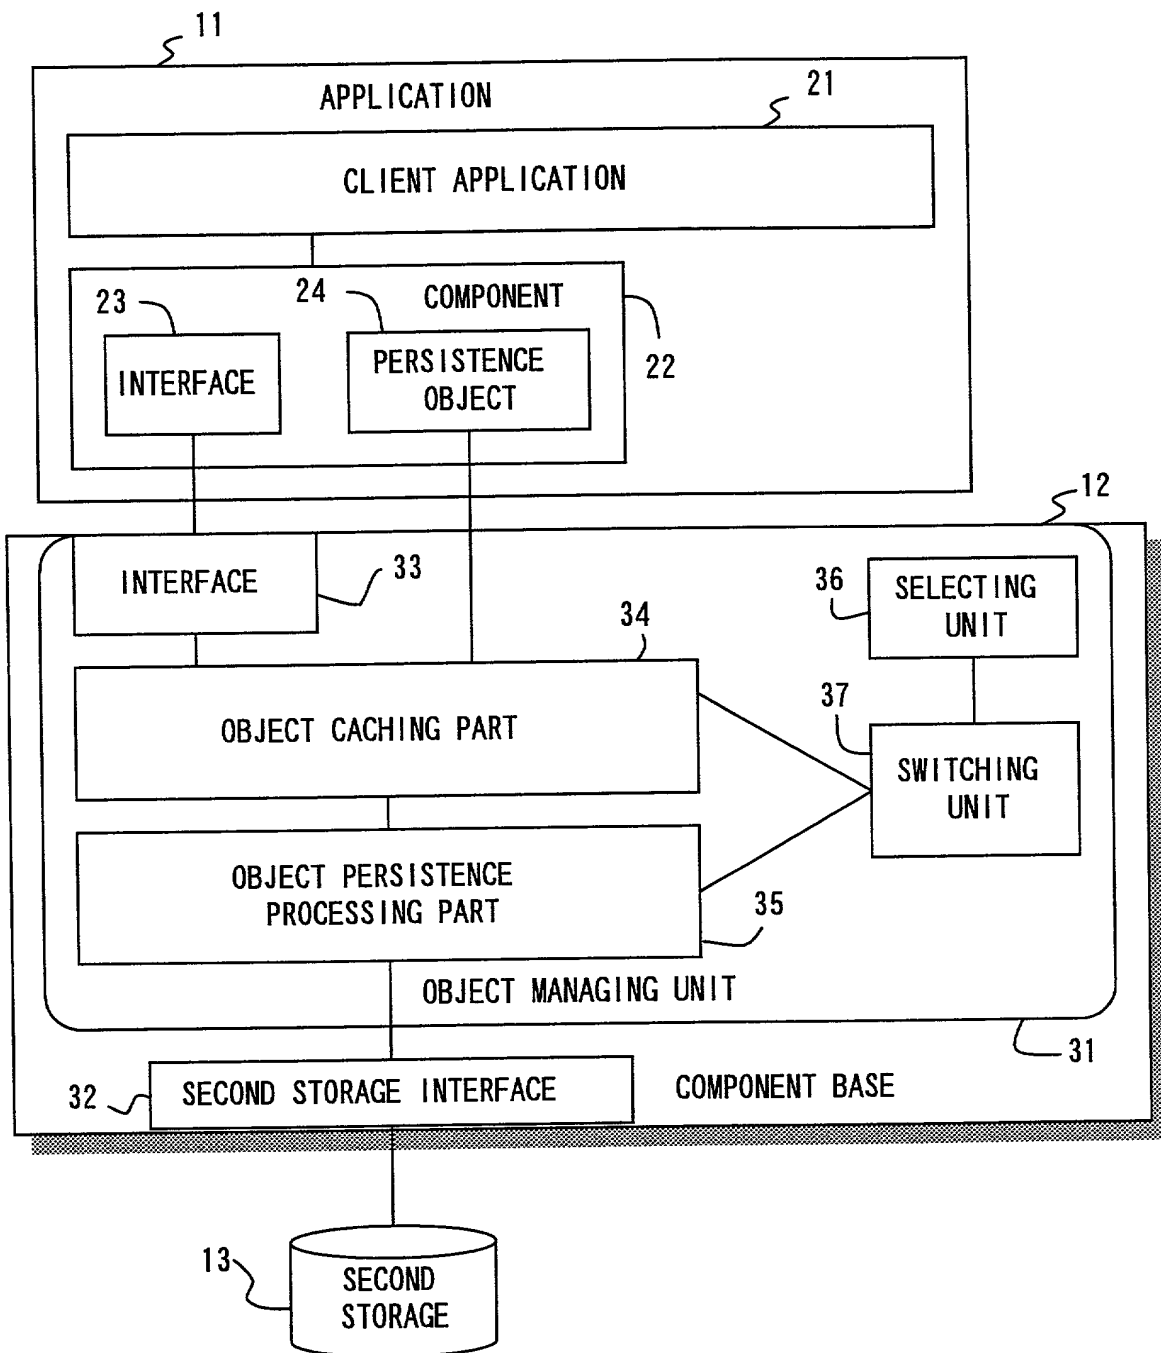 11
APPLICATION
21
CLIENT APPLICATION
23
24
COMPONENT
22
INTERFACE
PERSISTENCE
OBJECT
12
INTERFACE
33
36
SELECTING
UNIT
34
37
OBJECT CACHING PART
SWITCHING
UNIT
OBJECT PERSISTENCE
PROCESSING PART
35
OBJECT MANAGING UNIT
31
32
SECOND STORAGE INTERFACE
COMPONENT BASE
13
SECOND
STORAGE